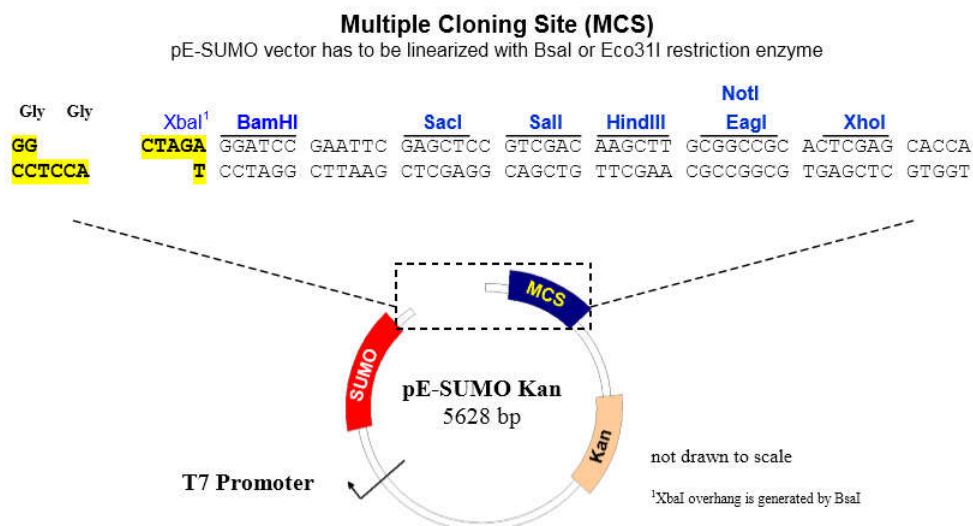 Multiple Cloning Site (MCS)
pE-SUMO vector has to be linearized with BsaI or Eco31I restriction enzyme
Gly Gly
NotI
XbaI¹ BamHI SacI SalI HindIII EagI XhoI
GG CTAGA GGATCC GAATTC GAGCTCC GTCGAC AAGCTT GCGGCCGC ACTCGAG CACCA
CCTCCA T CCTAGG CTTAAG CTCGAGG CAGCTG TTCGAA CGCCGGCG TGAGCTC GTGGT
MCS
SUMO
pE-SUMO Kan
5628 bp
Kan
T7 Promoter
not drawn to scale
¹XbaI overhang is generated by BsaI